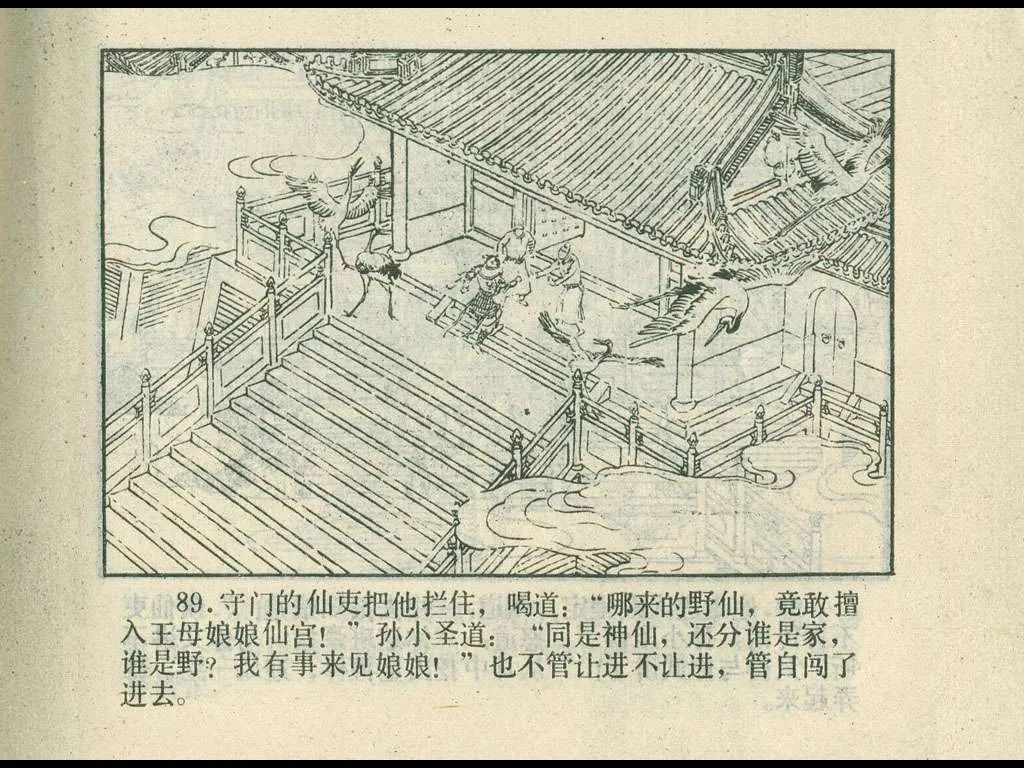 89.守门的仙吏把他拦住，喝道：“哪来的野仙，竟敢擅
入王母娘娘仙宫！”孙小圣道：“同是神仙，还分谁是家，
谁是野？我有事来见娘娘！”也不管让进不让进，管自闯了
进去。